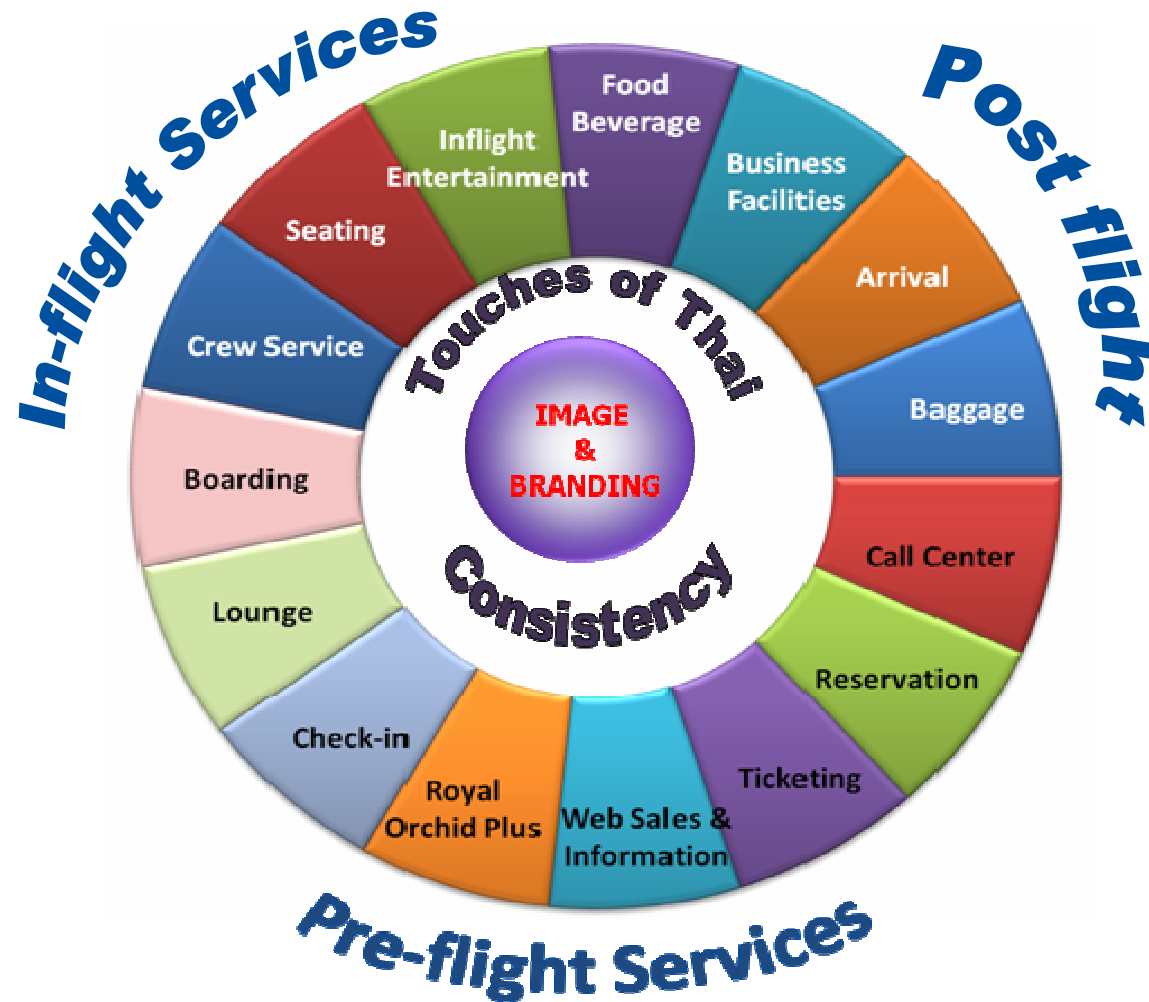 In-flight Services
Post flight
Food
Beverage
Inflight
Entertainment
Business
Facilities
Seating
Arrival
Crew Service
Baggage
Boarding
Call Center
Lounge
Reservation
Check-in
Ticketing
Royal
Orchid Plus
Web Sales &
Information
Touches of Thai
IMAGE
&
BRANDING
Consistency
Pre-flight Services